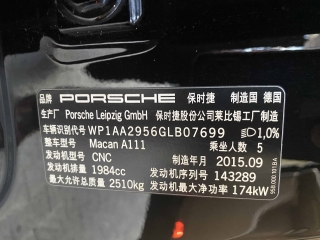 品牌 PORSCHE 保时捷 制造国 德国
生产厂 Porsche Leipzig GmbH 保时捷股份公司莱比锡工厂制造
车辆识别代号 WP1AA2956GLB07699 1,0%
整车型号 Macan A111 乘坐人数 5
发动机型号 CNC 制造年月 2015.09
发动机排量 1984cc 发动机序列号 143289
最大允许总质量 2510kg 发动机最大净功率 174kW